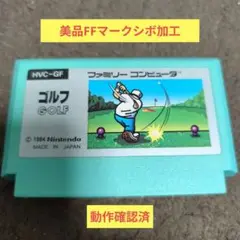 美品FFマークシボ加工
HVC-GF
ファミリー コンピュータ
ゴルフ
GOLF
© 1984 Nintendo
MADE IN JAPAN
動作確認済